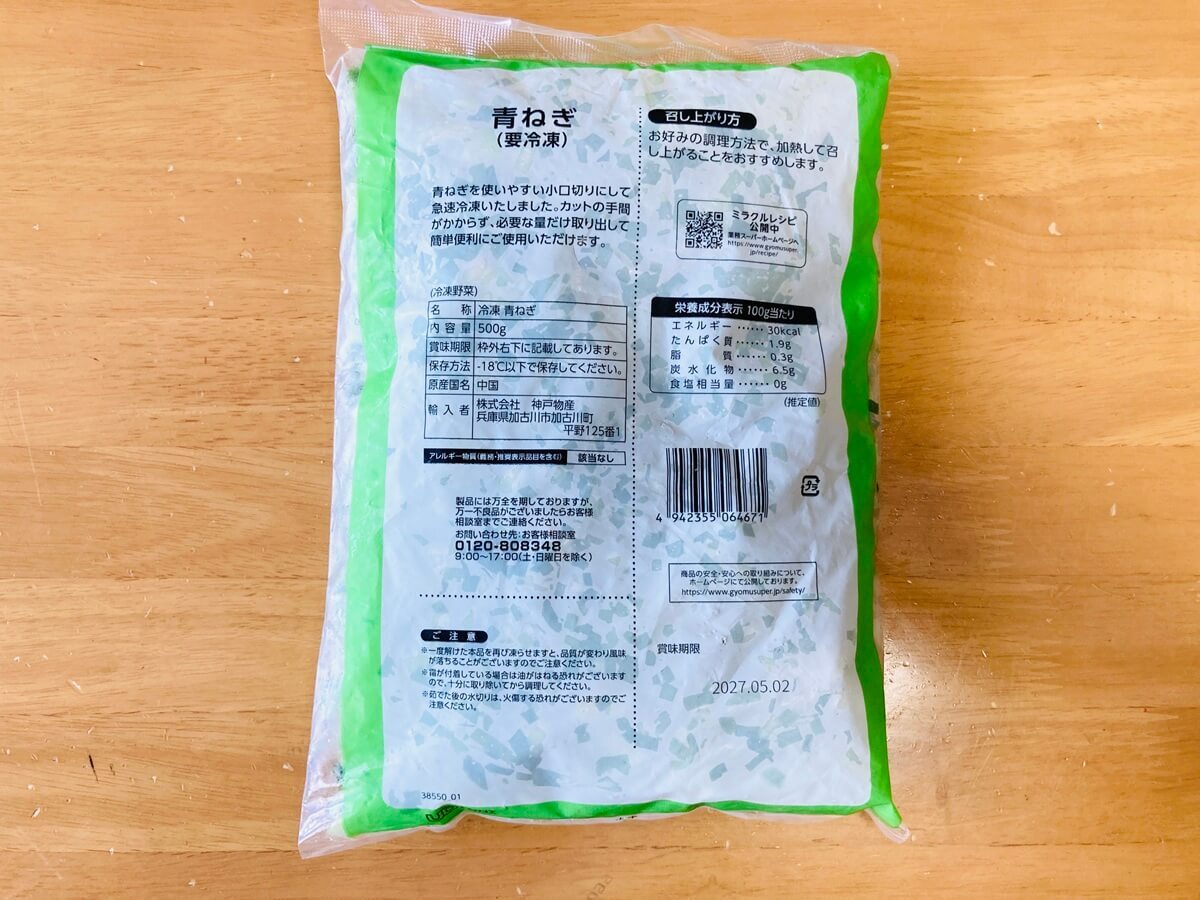 青ねぎ
(要冷凍)
青ねぎを使いやすい小口切りにして
急速冷凍いたしました。カットの手間
がかからず、必要な量だけ取り出して
簡単便利にご使用いただけます。
(冷凍野菜)
名 称 冷凍 青ねぎ
内容量 500g
賞味期限 枠外右下に記載してあります。
保存方法 -18℃以下で保存してください。
原産国名 中国
輸入者 株式会社 神戸物産
兵庫県加古川市加古川町
平野125番1
アレルギー物質(義務・推奨表示品目を含む) 該当なし
製品には万全を期しておりますが、
万一不良品がございましたらお客様
相談室までご連絡ください。
お問い合わせ先:お客様相談室
0120-808348
9:00〜17:00(土・日曜日を除く)
ご注意
※一度解けた本品を再び凍らせますと、品質が変わり風味
が落ちることがございますのでご注意ください。
※霜が付着している場合は油がはねる恐れがございます
ので、十分に取り除いてから調理してください。
※茹でた後の水切りは、火傷する恐れがございますのでご
注意ください。
38550 01
召し上がり方
お好みの調理方法で、加熱して召
し上がることをおすすめします。
ミラクルレシピ
公開中
業務スーパーホームページへ
https://www.gyomusuper.
jp/recipe/
栄養成分表示 100g当たり
エネルギー ‥‥‥ 30kcal
たんぱく質 ‥‥‥ 1.9g
脂質 ‥‥‥ 0.3g
炭水化物 ‥‥‥ 6.5g
食塩相当量 ‥‥‥ 0g
(推定値)
4 942355 064671
プラ
商品の安全・安心への取り組みについて、
ホームページにて公開しております。
https://www.gyomusuper.jp/safety/
賞味期限
2027.05.02